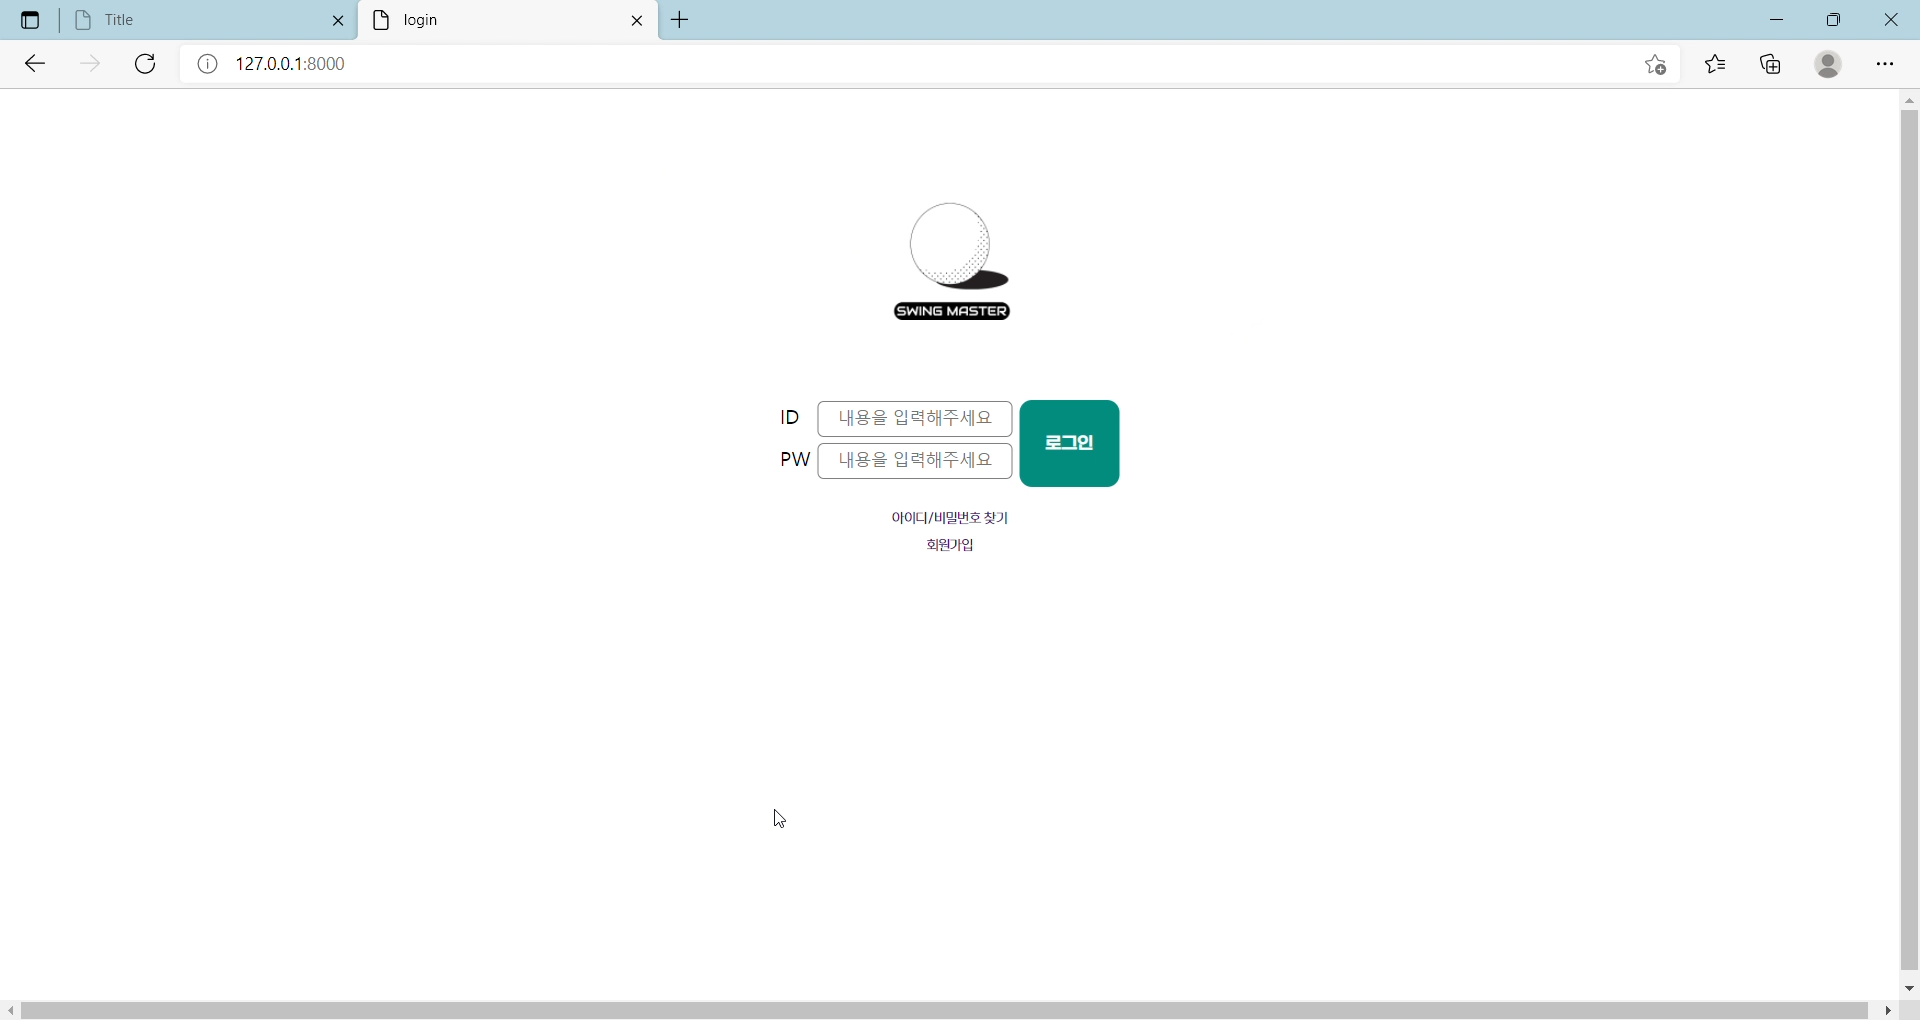 Title
login
127.0.0.1:8000
SWING MASTER
ID 내용을 입력해주세요
PW 내용을 입력해주세요
로그인
아이디/비밀번호 찾기
회원가입